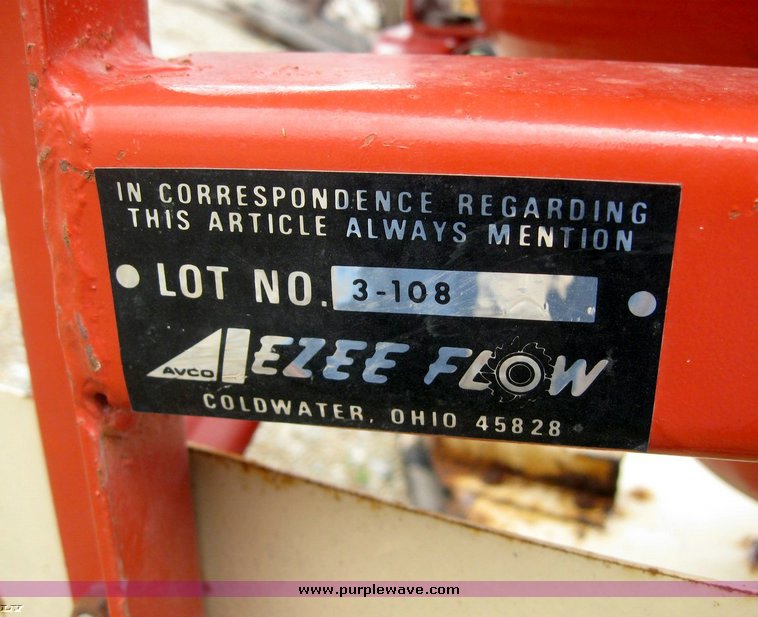 IN CORRESPONDENCE REGARDING
THIS ARTICLE ALWAYS MENTION
LOT NO. 3-108
AVCO EZEE FLOW
COLDWATER, OHIO 45828
www.purplewave.com